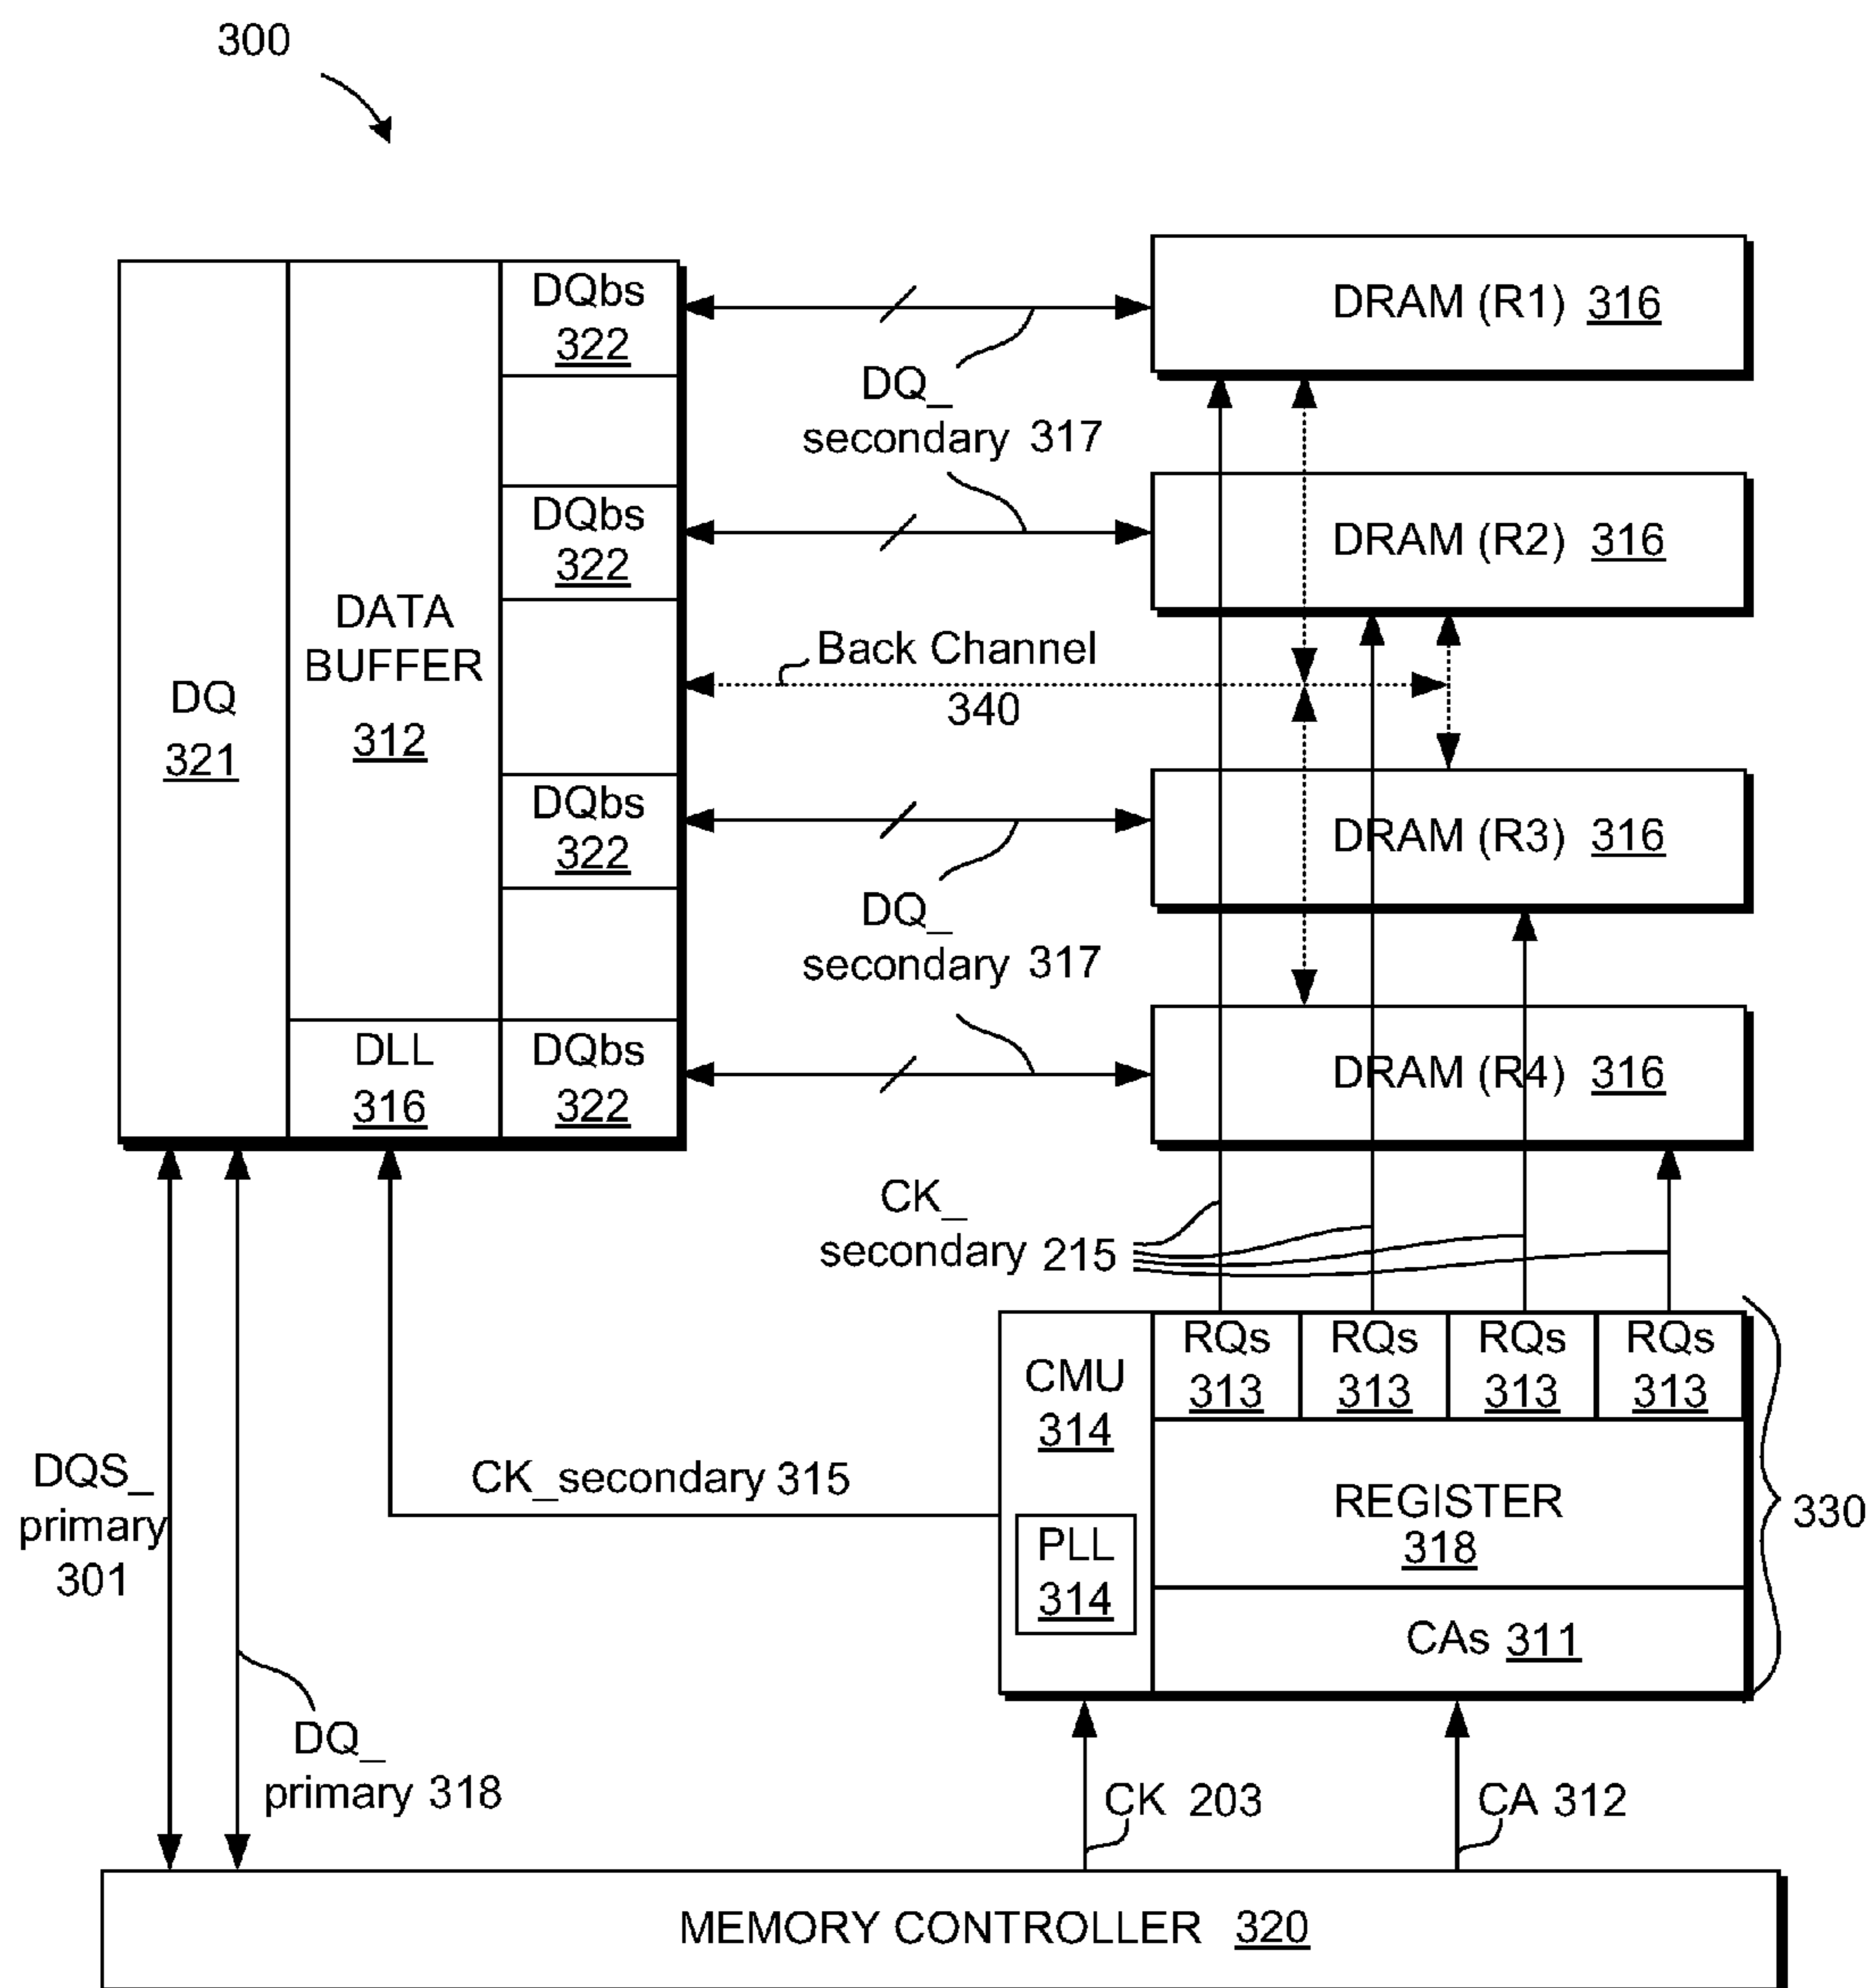 300
DQ
321
DATA
BUFFER
312
DLL
316
DQbs
322
DQbs
322
DQbs
322
DQbs
322
DQ_
secondary 317
Back Channel
340
DQ_
secondary 317
DRAM (R1) 316
DRAM (R2) 316
DRAM (R3) 316
DRAM (R4) 316
CK_
secondary 215
CK_secondary 315
CMU
314
PLL
314
RQs
313
RQs
313
RQs
313
RQs
313
REGISTER
318
CAs 311
330
DQS_
primary
301
DQ_
primary 318
CK 203
CA 312
MEMORY CONTROLLER 320